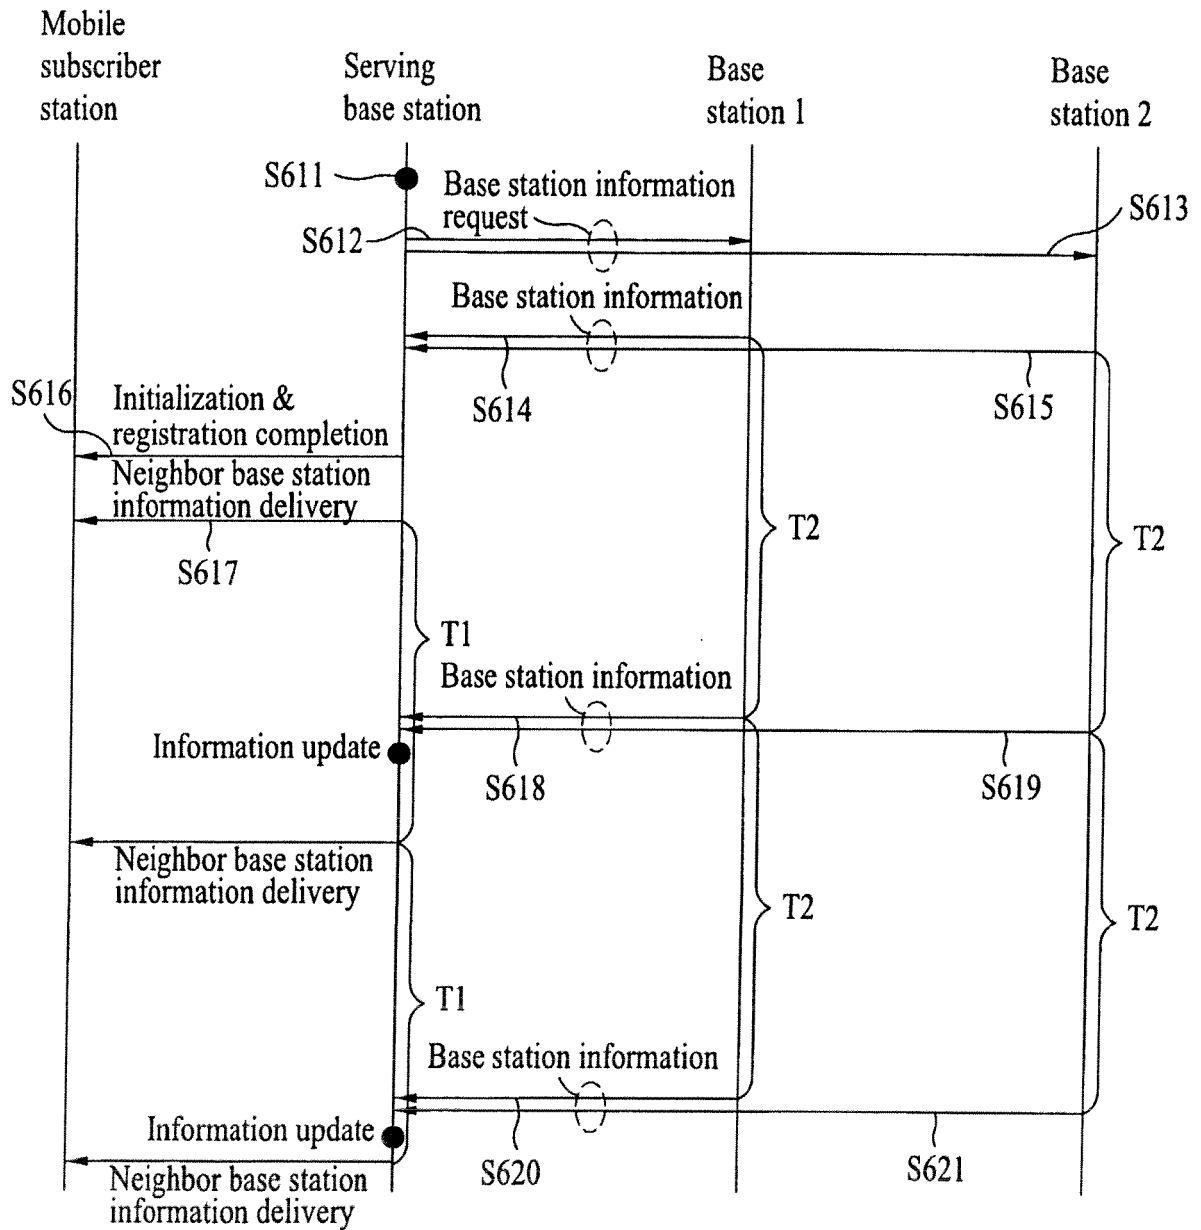 Mobile
subscriber
station
Serving
base station
Base
station 1
Base
station 2
S611
Base station information
request
S612
S613
Base station information
S614
S615
S616
Initialization &
registration completion
Neighbor base station
information delivery
S617
T2
T2
T1
Base station information
Information update
S618
S619
Neighbor base station
information delivery
T2
T2
T1
Base station information
Information update
S620
S621
Neighbor base station
information delivery